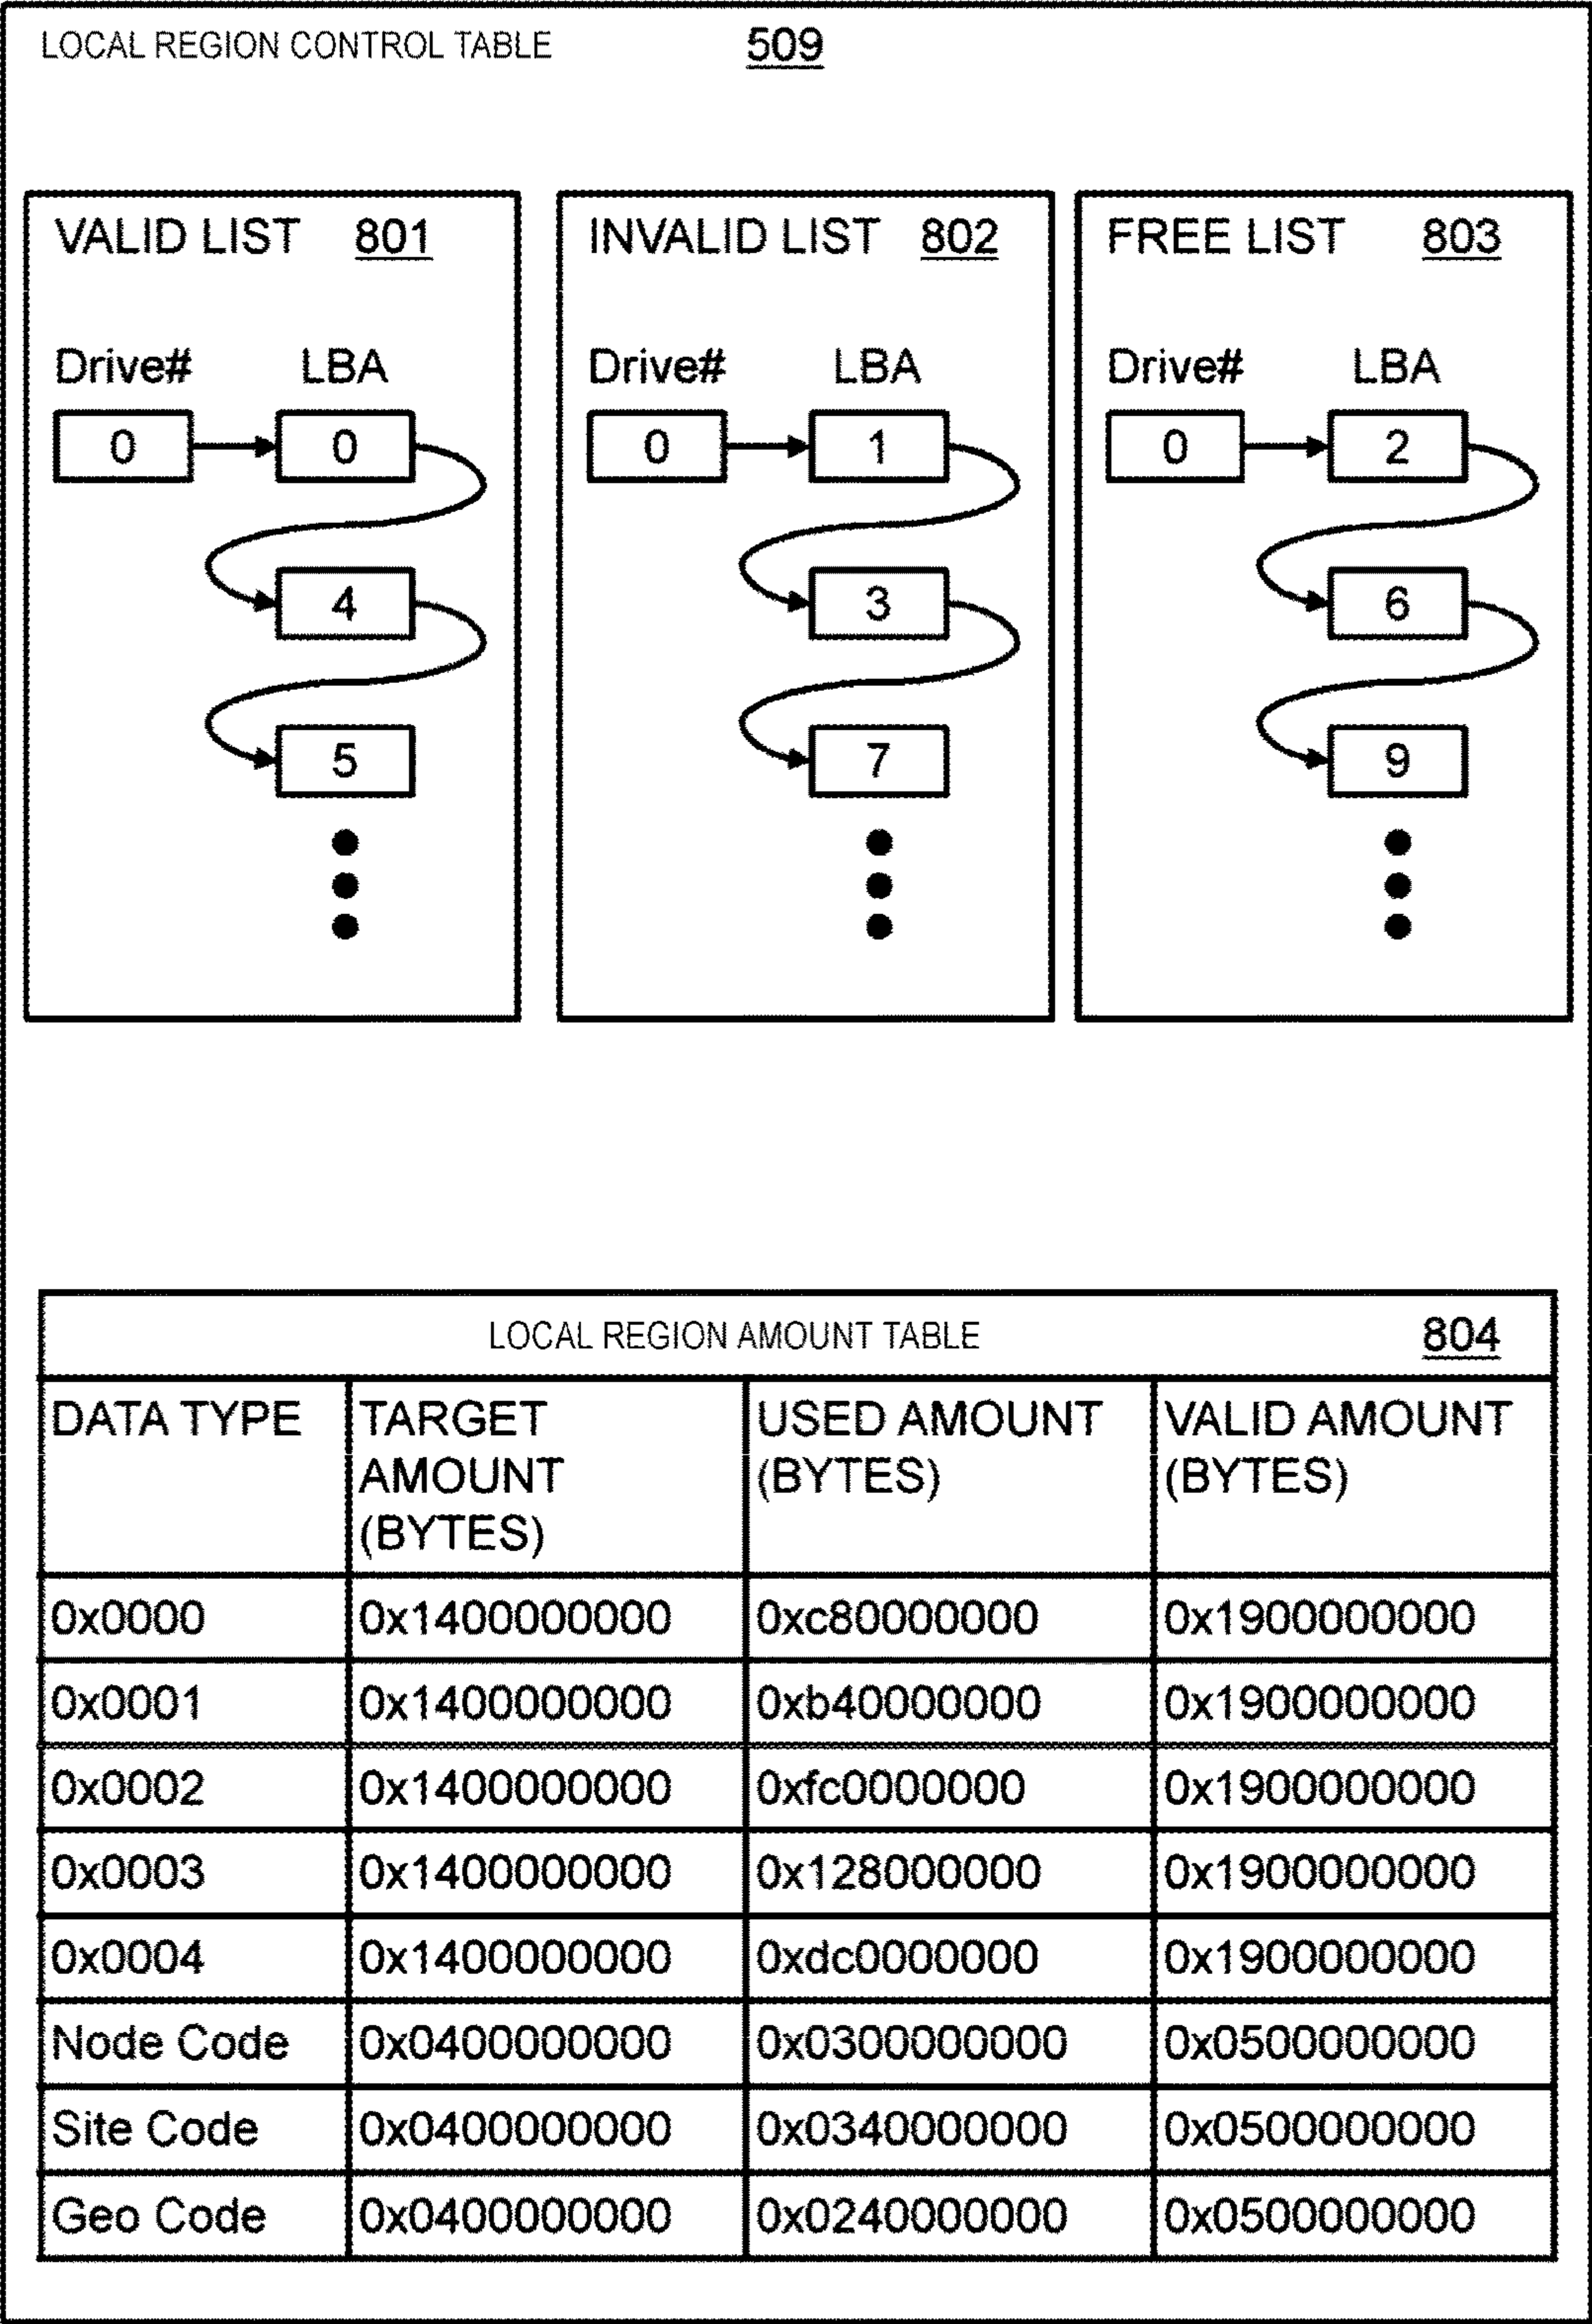 LOCAL REGION CONTROL TABLE 509
VALID LIST 801
Drive# LBA
0 0
4
5
INVALID LIST 802
Drive# LBA
0 1
3
7
FREE LIST 803
Drive# LBA
0 2
6
9
LOCAL REGION AMOUNT TABLE 804
DATA TYPE
TARGET
AMOUNT
(BYTES)
USED AMOUNT
(BYTES)
VALID AMOUNT
(BYTES)
0x0000 0x1400000000 0xc80000000 0x1900000000
0x0001 0x1400000000 0xb40000000 0x1900000000
0x0002 0x1400000000 0xfc0000000 0x1900000000
0x0003 0x1400000000 0x128000000 0x1900000000
0x0004 0x1400000000 0xdc0000000 0x1900000000
Node Code 0x0400000000 0x0300000000 0x0500000000
Site Code 0x0400000000 0x0340000000 0x0500000000
Geo Code 0x0400000000 0x0240000000 0x0500000000